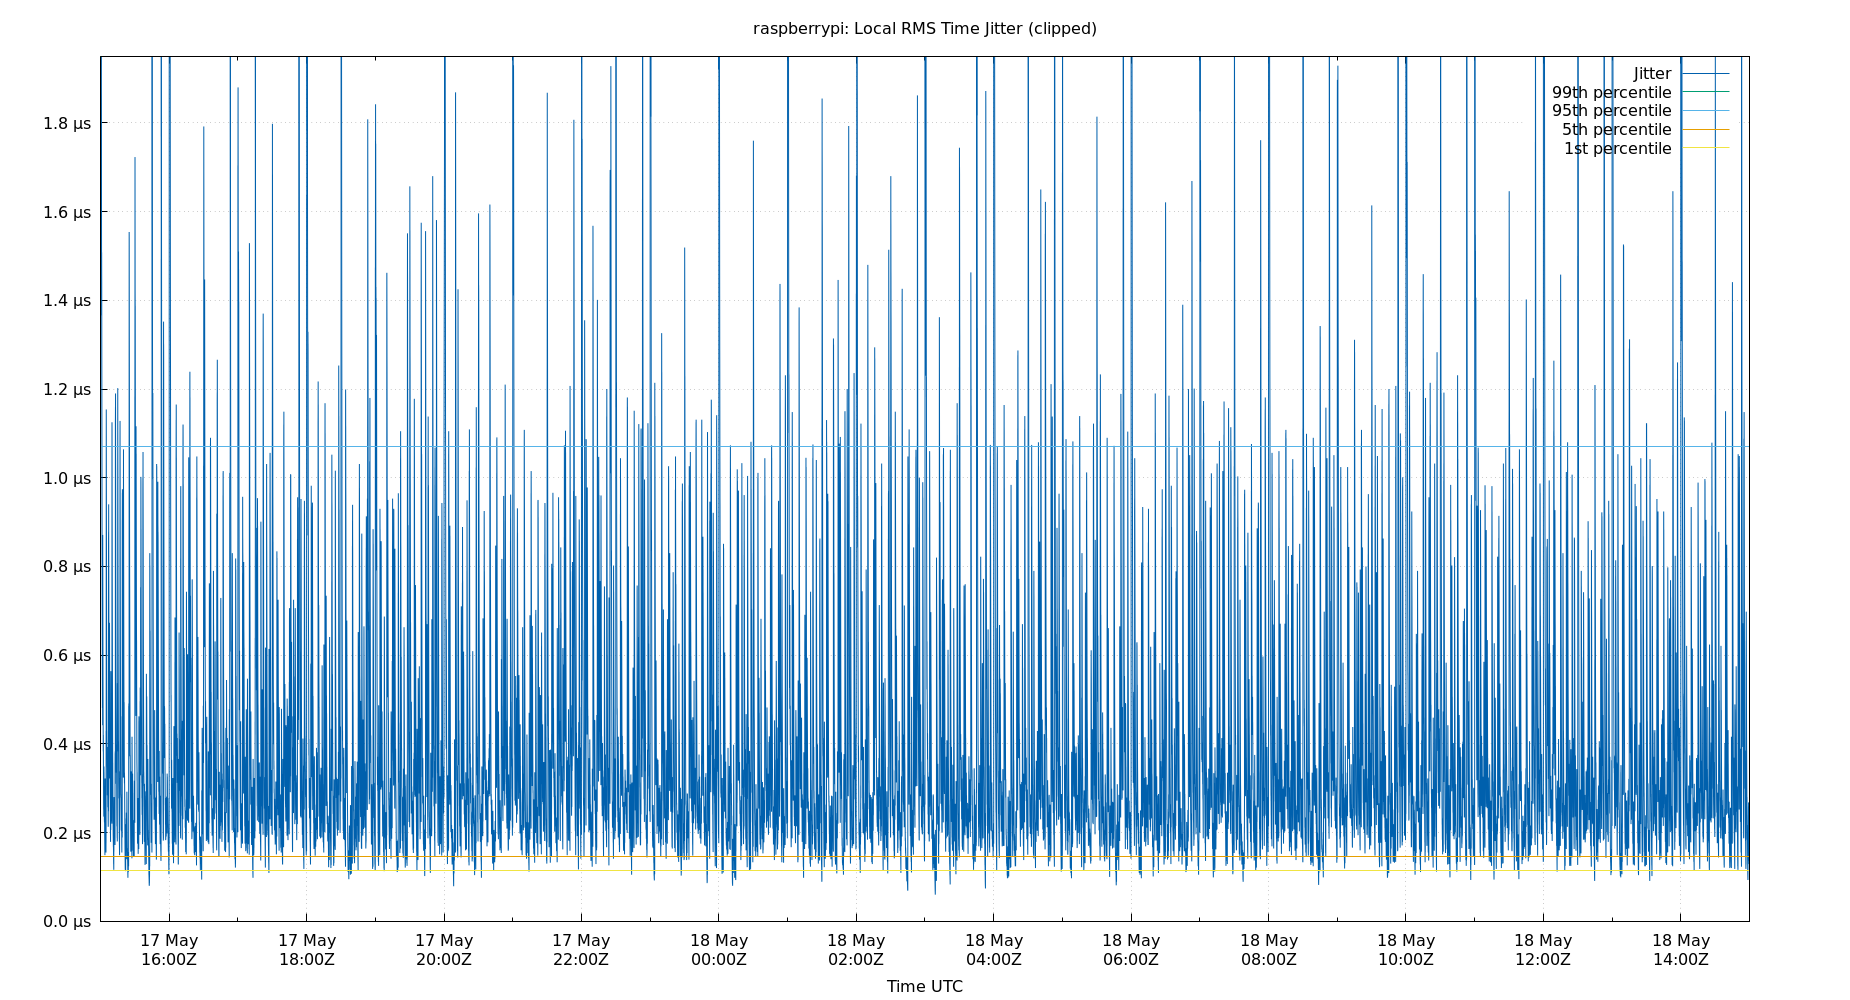 raspberrypi: Local RMS Time Jitter (clipped)
Jitter
99th percentile
95th percentile
5th percentile
1st percentile
1.8 µs
1.6 µs
1.4 µs
1.2 µs
1.0 µs
0.8 µs
0.6 µs
0.4 µs
0.2 µs
0.0 µs
17 May 17 May 17 May 17 May 18 May 18 May 18 May 18 May 18 May 18 May 18 May 18 May
16:00Z 18:00Z 20:00Z 22:00Z 00:00Z 02:00Z 04:00Z 06:00Z 08:00Z 10:00Z 12:00Z 14:00Z
Time UTC